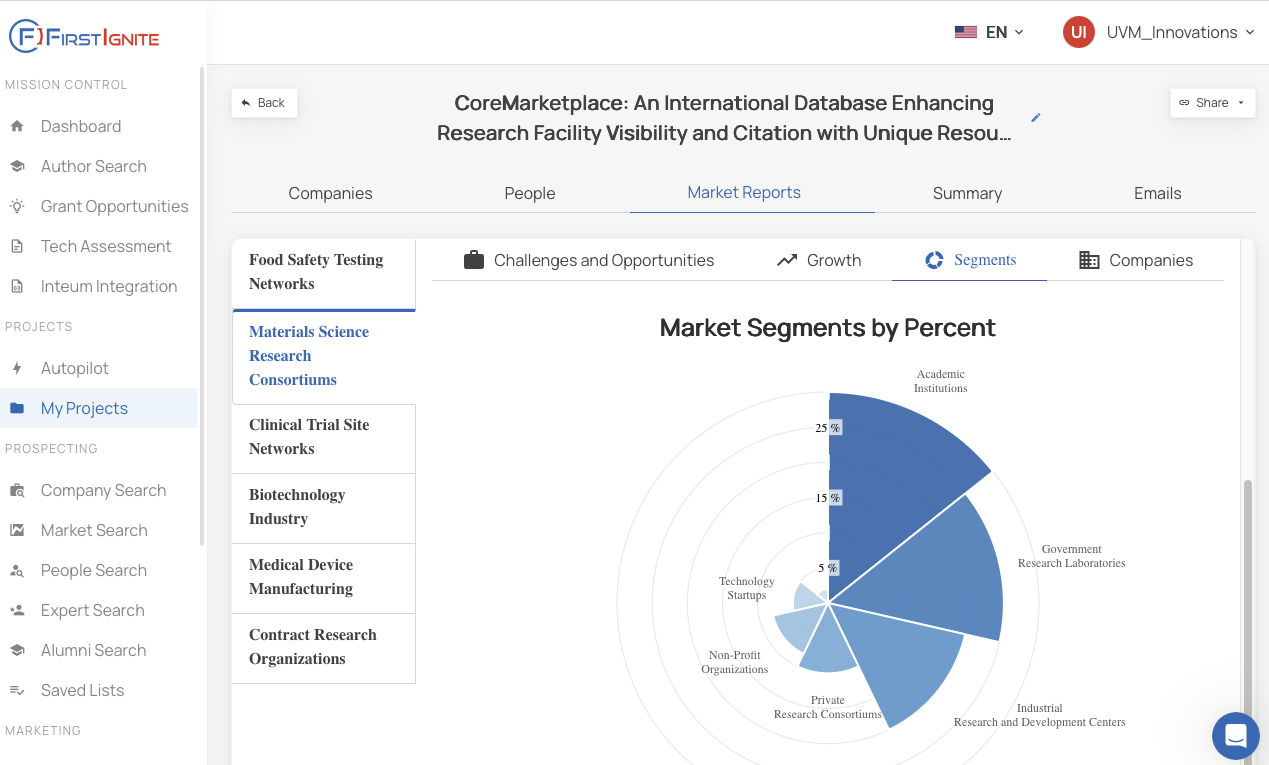 FIRSTIGNITE
EN
UI
UVM_Innovations
MISSION CONTROL
Dashboard
Author Search
Grant Opportunities
Tech Assessment
Inteum Integration
PROJECTS
Autopilot
My Projects
PROSPECTING
Company Search
Market Search
People Search
Expert Search
Alumni Search
Saved Lists
MARKETING
Back
CoreMarketplace: An International Database Enhancing
Research Facility Visibility and Citation with Unique Resou...
Share
Companies
People
Market Reports
Summary
Emails
Food Safety Testing
Networks
Materials Science
Research
Consortiums
Clinical Trial Site
Networks
Biotechnology
Industry
Medical Device
Manufacturing
Contract Research
Organizations
Challenges and Opportunities
Growth
Segments
Companies
Market Segments by Percent
Academic
Institutions
25 %
15 %
5 %
Government
Research Laboratories
Technology
Startups
Non-Profit
Organizations
Private
Research Consortiums
Industrial
Research and Development Centers